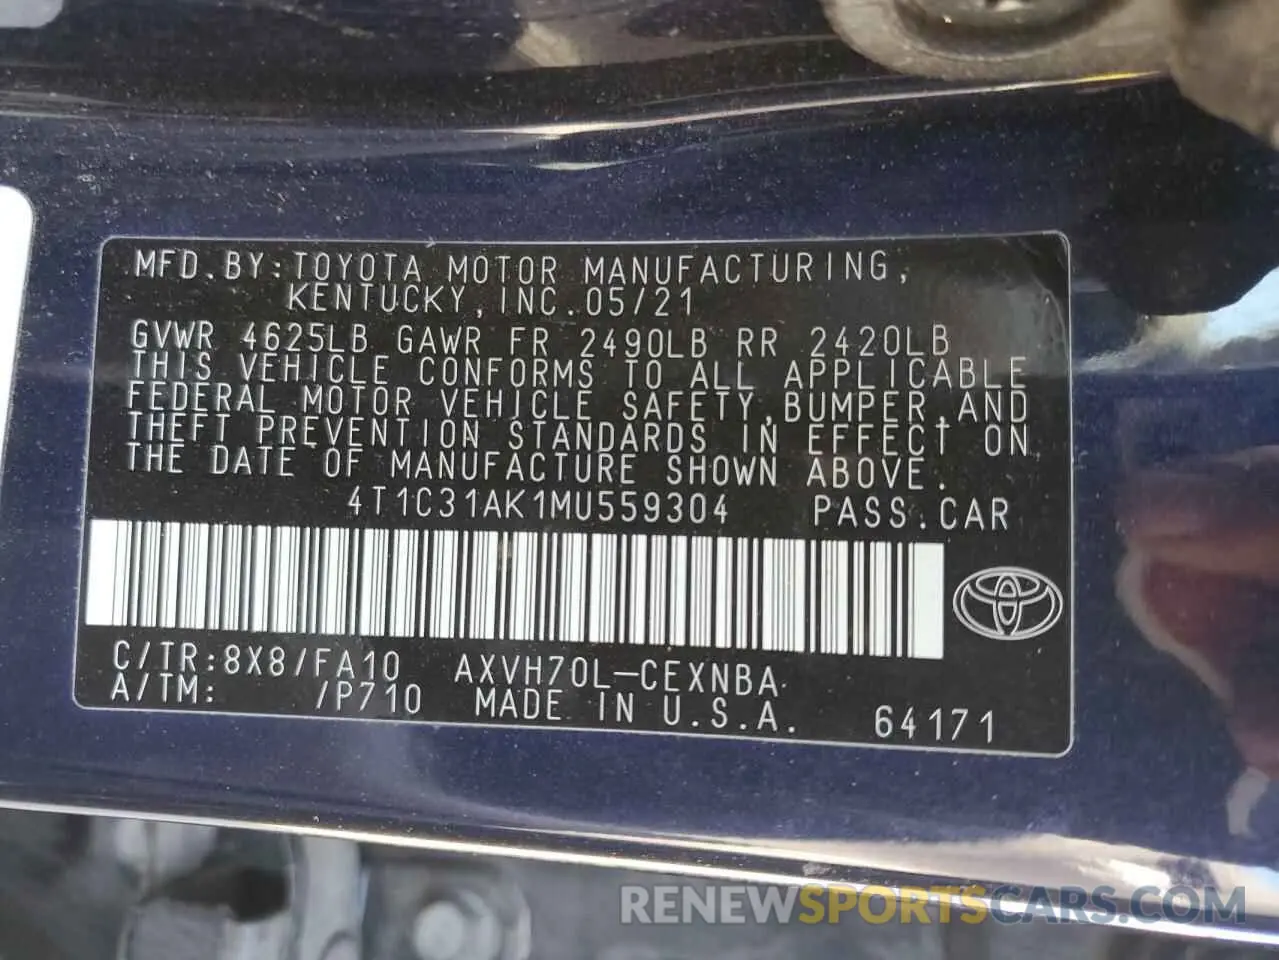 MFD.BY:TOYOTA MOTOR MANUFACTURING,
KENTUCKY,INC.05/21
GVWR 4625LB GAWR FR 2490LB RR 2420LB
THIS VEHICLE CONFORMS TO ALL APPLICABLE
FEDERAL MOTOR VEHICLE SAFETY,BUMPER,AND
THEFT PREVENTION STANDARDS IN EFFECT ON
THE DATE OF MANUFACTURE SHOWN ABOVE.
4T1C31AK1MU559304 PASS.CAR
C/TR:8X8/FA10 AXVH70L-CEXNBA
A/TM: /P710 MADE IN U.S.A. 64171
RENEWSPORTSCARS.COM